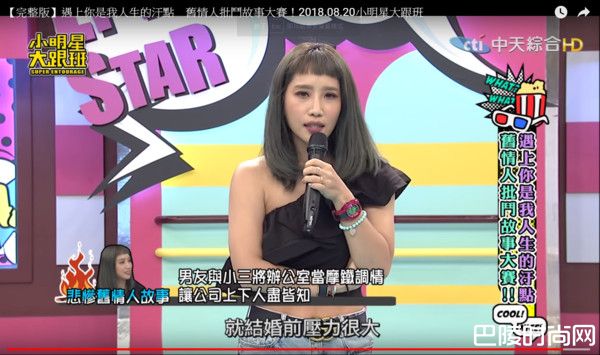 【完整版】遇上你是我人生的汙點　舊情人批鬥故事大賽！2018.08.20小明星大跟班
小明星
大跟班
SUPER ENTOURAGE
STAR
cti 中天綜合HD
WHAT?
WHAT?
遇上你是我人生的汙點
舊情人批鬥故事大賽!!
COOL!
悲慘舊情人故事
男友與小三將辦公室當摩鐵調情
讓公司上下人盡皆知
就結婚前壓力很大
巴陵时尚网